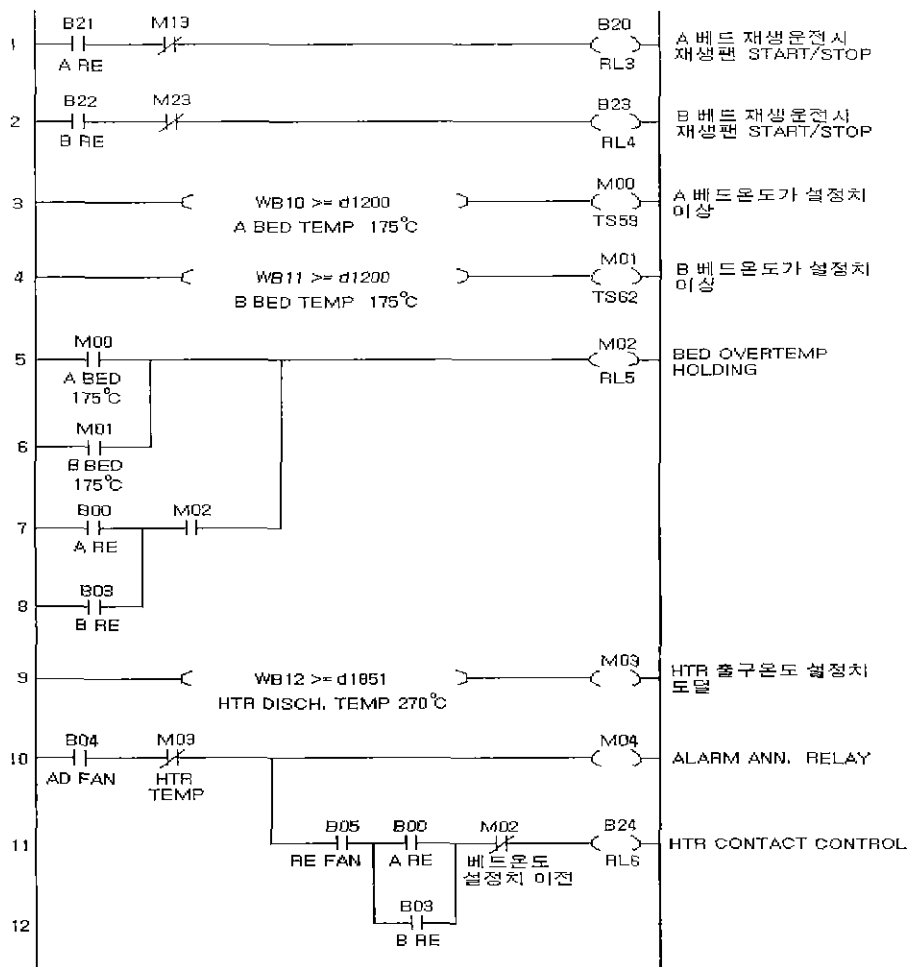 B21 M13 B20
1 A 베드 재생운전시
A RE RL3 재생팬 START/STOP
B22 M23 B23
2 B 베드 재생운전시
B RE RL4 재생팬 START/STOP
M00
3 WB10 >= d1200 A 베드온도가 설정치
A BED TEMP 175℃ TS59 이상
M01
4 WB11 >= d1200 B 베드온도가 설정치
B BED TEMP 175℃ TS62 이상
M00 M02
5 BED OVERTEMP
A BED RL5 HOLDING
175℃
M01
6
B BED
175℃
B00 M02
7
A RE
B03
8
B RE
M03
9 WB12 >= d1851 HTR 출구온도 설정치
HTR DISCH. TEMP 270℃ 도달
B04 M03 M04
10 ALARM ANN. RELAY
AD FAN HTR
TEMP
B05 B00 M02 B24
11 HTR CONTACT CONTROL
RE FAN A RE 베드온도 RL6
설정치 이전
B03
12
B RE